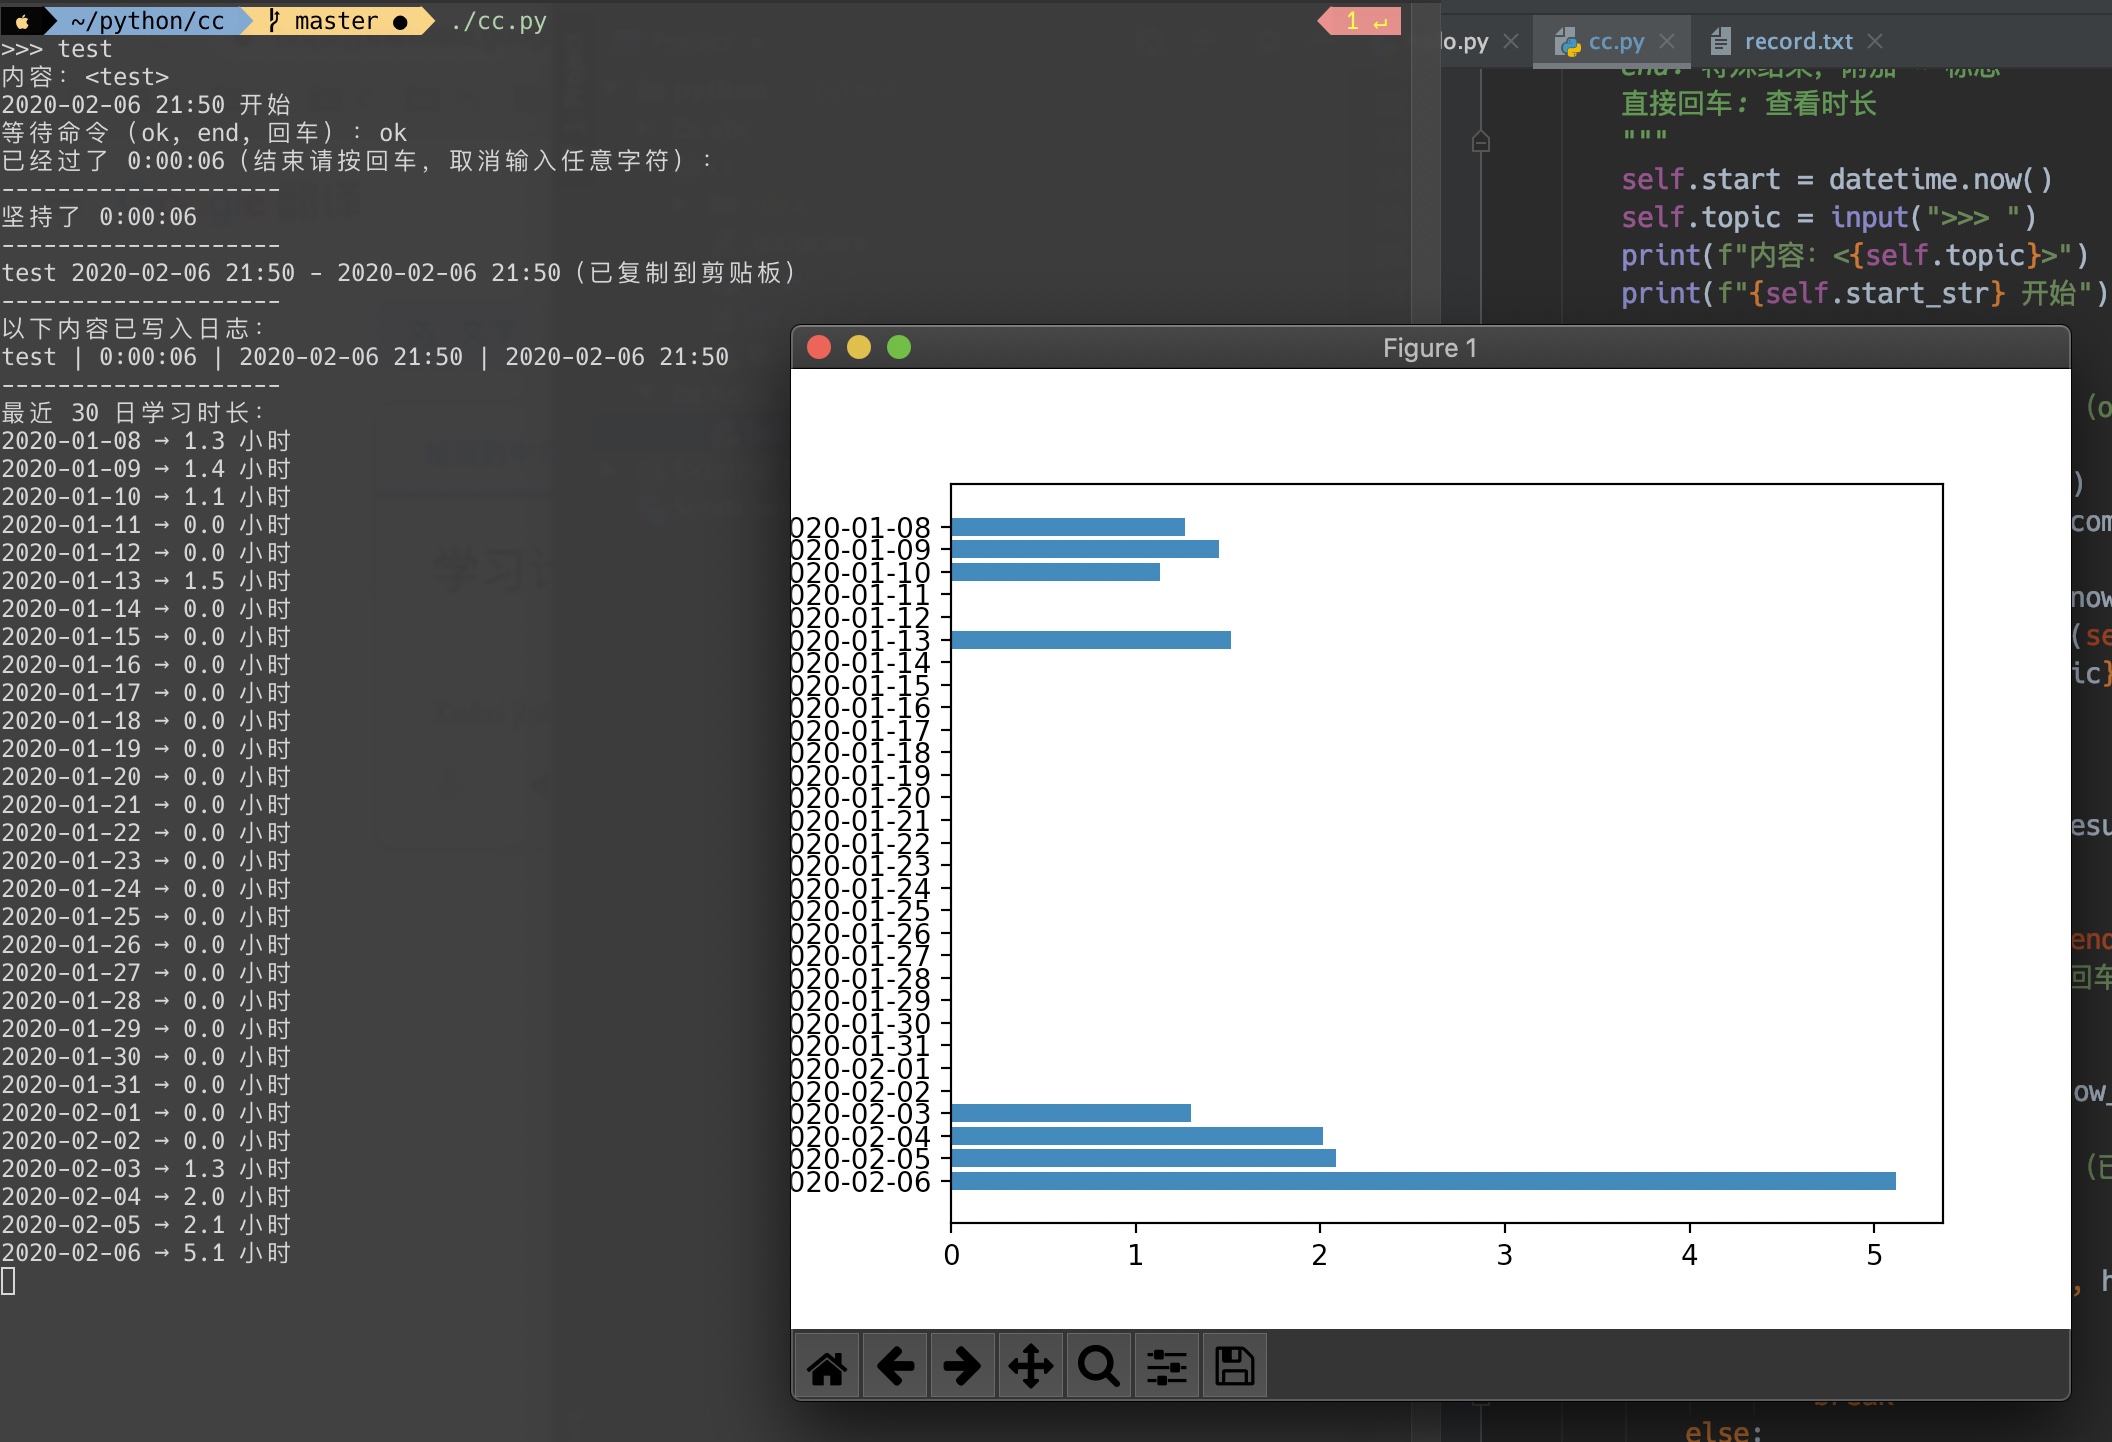 ~/python/cc master ● ./cc.py 1 ↵
>>> test
内容：<test>
2020-02-06 21:50 开始
等待命令（ok, end, 回车）：ok
已经过了 0:00:06（结束请按回车, 取消输入任意字符）：
--------------------
坚持了 0:00:06
--------------------
test 2020-02-06 21:50 - 2020-02-06 21:50（已复制到剪贴板）
--------------------
以下内容已写入日志：
test | 0:00:06 | 2020-02-06 21:50 | 2020-02-06 21:50
--------------------
最近 30 日学习时长：
2020-01-08 → 1.3 小时
2020-01-09 → 1.4 小时
2020-01-10 → 1.1 小时
2020-01-11 → 0.0 小时
2020-01-12 → 0.0 小时
2020-01-13 → 1.5 小时
2020-01-14 → 0.0 小时
2020-01-15 → 0.0 小时
2020-01-16 → 0.0 小时
2020-01-17 → 0.0 小时
2020-01-18 → 0.0 小时
2020-01-19 → 0.0 小时
2020-01-20 → 0.0 小时
2020-01-21 → 0.0 小时
2020-01-22 → 0.0 小时
2020-01-23 → 0.0 小时
2020-01-24 → 0.0 小时
2020-01-25 → 0.0 小时
2020-01-26 → 0.0 小时
2020-01-27 → 0.0 小时
2020-01-28 → 0.0 小时
2020-01-29 → 0.0 小时
2020-01-30 → 0.0 小时
2020-01-31 → 0.0 小时
2020-02-01 → 0.0 小时
2020-02-02 → 0.0 小时
2020-02-03 → 1.3 小时
2020-02-04 → 2.0 小时
2020-02-05 → 2.1 小时
2020-02-06 → 5.1 小时
lo.py cc.py record.txt
直接回车: 查看时长
"""
self.start = datetime.now()
self.topic = input(">>> ")
print(f"内容：<{self.topic}>")
print(f"{self.start_str} 开始")
(o
)
com
now
(se
ic}
esu
end
回车
ow_
(已
, h
else:
Figure 1
020-01-08
020-01-09
020-01-10
020-01-11
020-01-12
020-01-13
020-01-14
020-01-15
020-01-16
020-01-17
020-01-18
020-01-19
020-01-20
020-01-21
020-01-22
020-01-23
020-01-24
020-01-25
020-01-26
020-01-27
020-01-28
020-01-29
020-01-30
020-01-31
020-02-01
020-02-02
020-02-03
020-02-04
020-02-05
020-02-06
0 1 2 3 4 5